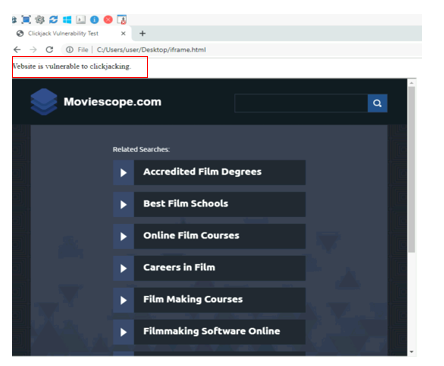 Clickjack Vulnerability Test
File | C:/Users/user/Desktop/iframe.html
Website is vulnerable to clickjacking.
Moviescope.com
Related Searches:
Accredited Film Degrees
Best Film Schools
Online Film Courses
Careers in Film
Film Making Courses
Filmmaking Software Online